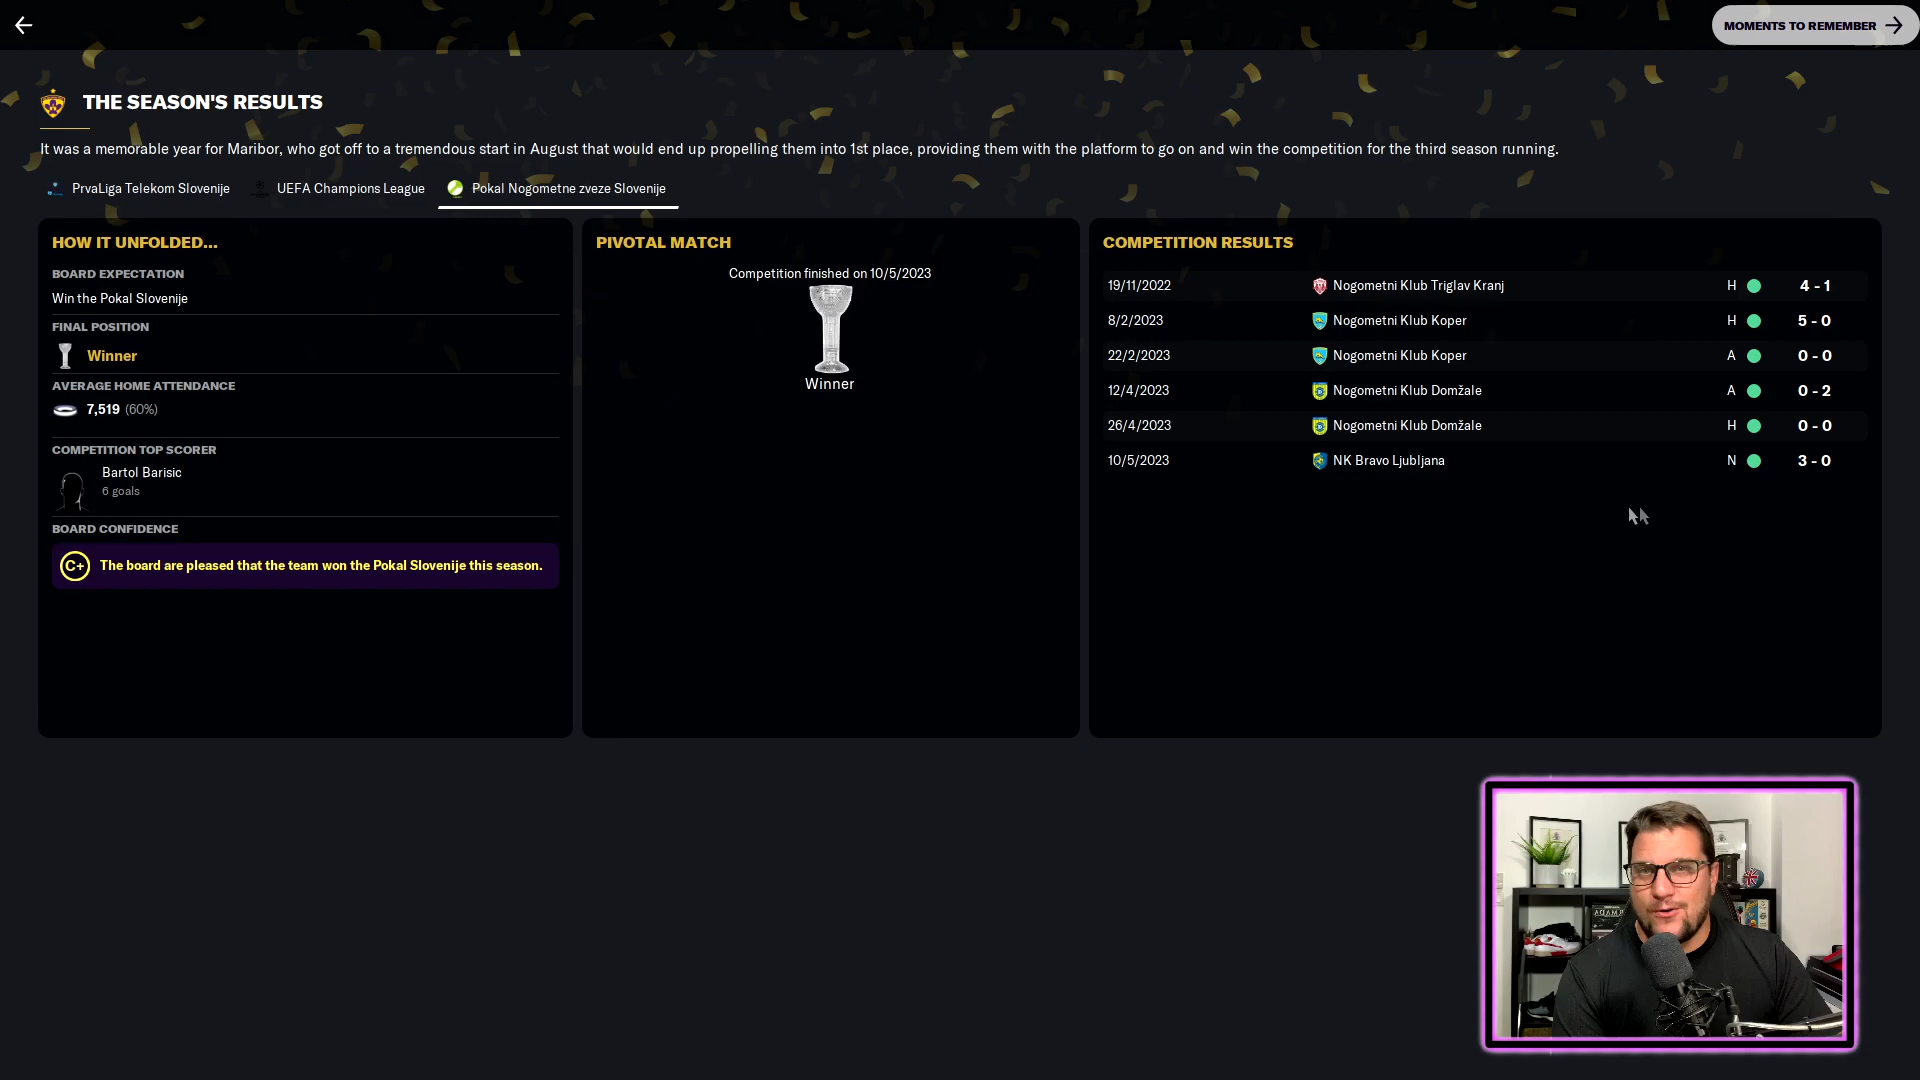 MOMENTS TO REMEMBER
THE SEASON'S RESULTS
It was a memorable year for Maribor, who got off to a tremendous start in August that would end up propelling them into 1st place, providing them with the platform to go on and win the competition for the third season running.
PrvaLiga Telekom Slovenije UEFA Champions League Pokal Nogometne zveze Slovenije
HOW IT UNFOLDED...
BOARD EXPECTATION
Win the Pokal Slovenije
FINAL POSITION
Winner
AVERAGE HOME ATTENDANCE
7,519 (60%)
COMPETITION TOP SCORER
Bartol Barisic
6 goals
BOARD CONFIDENCE
C+ The board are pleased that the team won the Pokal Slovenije this season.
PIVOTAL MATCH
Competition finished on 10/5/2023
Winner
COMPETITION RESULTS
19/11/2022 Nogometni Klub Triglav Kranj H 4 - 1
8/2/2023 Nogometni Klub Koper H 5 - 0
22/2/2023 Nogometni Klub Koper A 0 - 0
12/4/2023 Nogometni Klub Domžale A 0 - 2
26/4/2023 Nogometni Klub Domžale H 0 - 0
10/5/2023 NK Bravo Ljubljana N 3 - 0